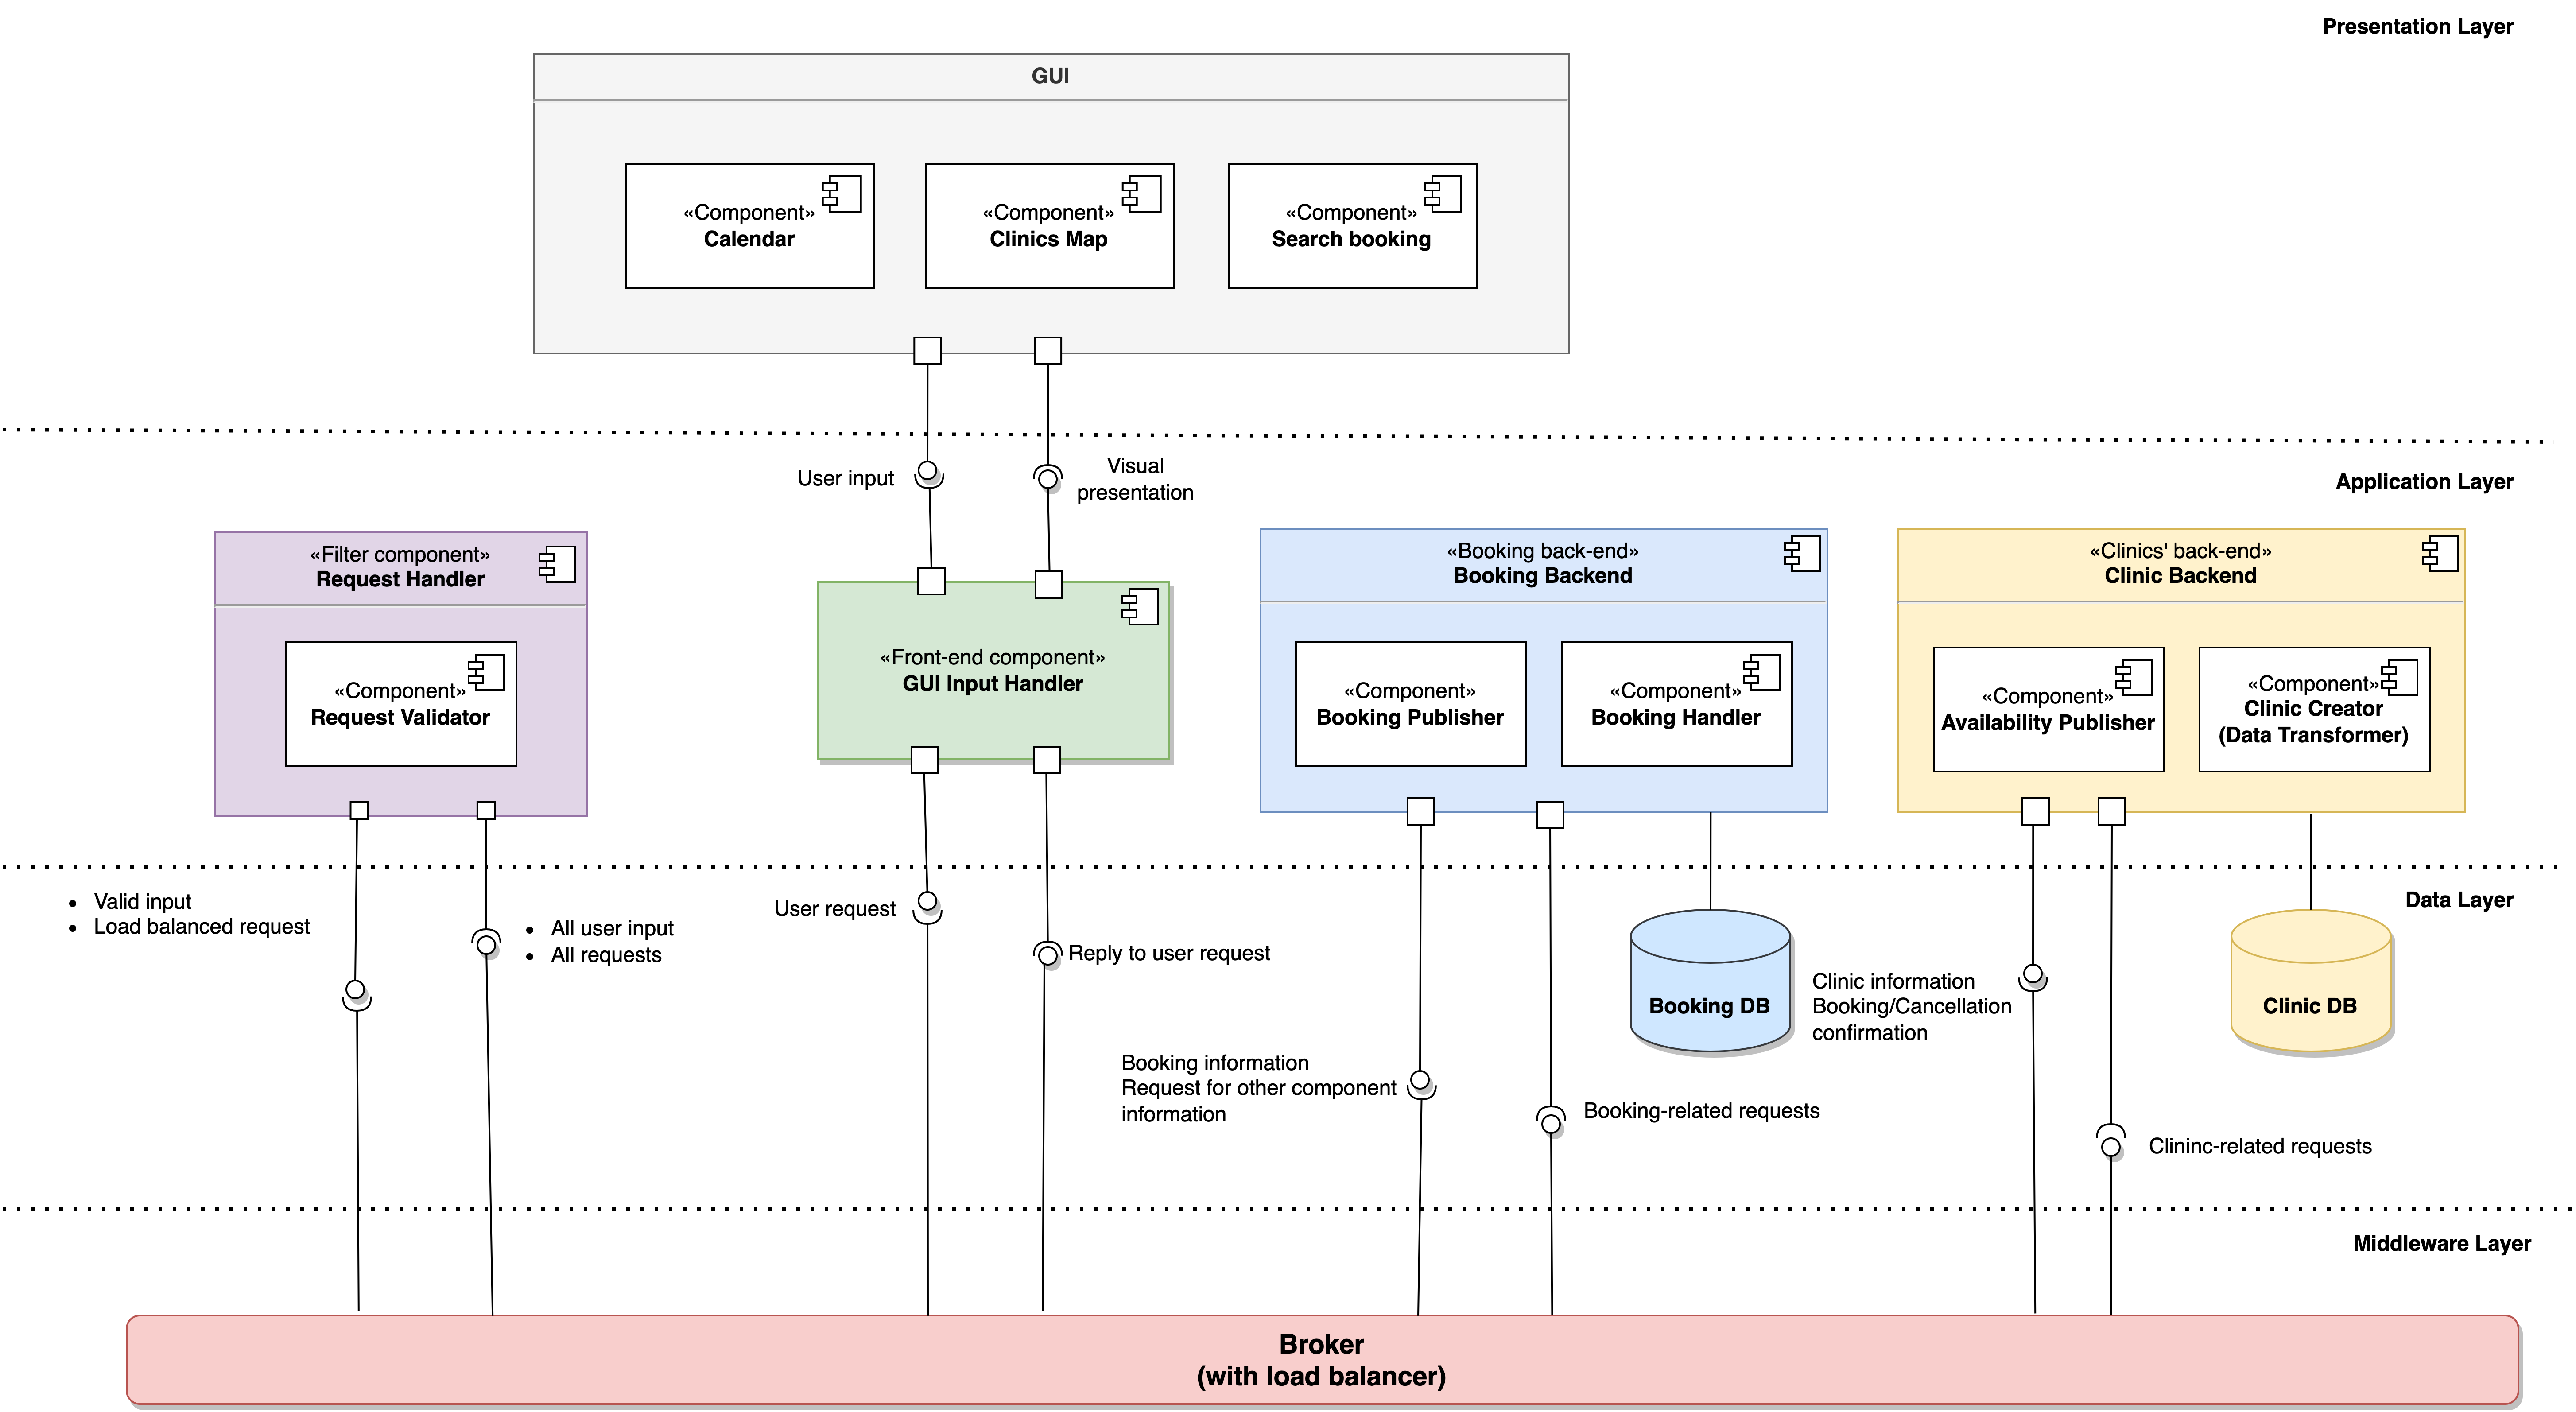 Presentation Layer
GUI
«Component»
Calendar
«Component»
Clinics Map
«Component»
Search booking
User input
Visual
presentation
Application Layer
«Filter component»
Request Handler
«Component»
Request Validator
«Front-end component»
GUI Input Handler
«Booking back-end»
Booking Backend
«Component»
Booking Publisher
«Component»
Booking Handler
«Clinics' back-end»
Clinic Backend
«Component»
Availability Publisher
«Component»
Clinic Creator
(Data Transformer)
Data Layer
• Valid input
• Load balanced request
• All user input
• All requests
User request
Reply to user request
Booking information
Request for other component
information
Booking-related requests
Booking DB
Clinic information
Booking/Cancellation
confirmation
Clininc-related requests
Clinic DB
Middleware Layer
Broker
(with load balancer)